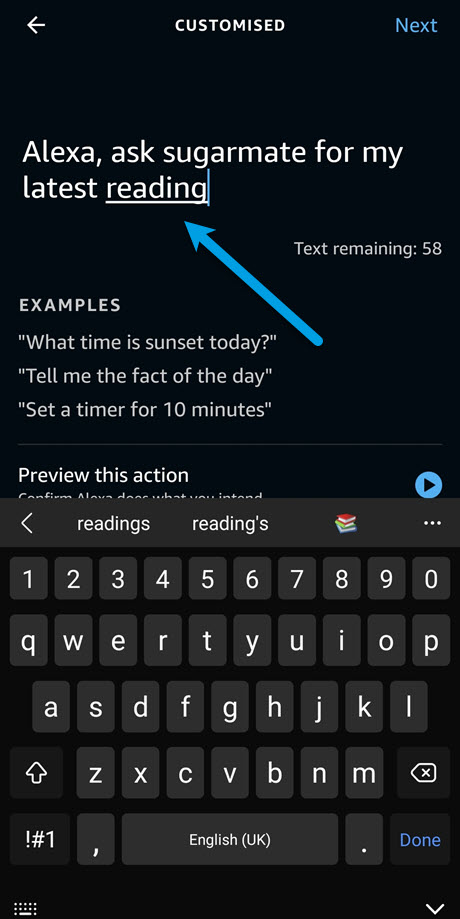 CUSTOMISED
Next
Alexa, ask sugarmate for my
latest reading
Text remaining: 58
EXAMPLES
"What time is sunset today?"
"Tell me the fact of the day"
"Set a timer for 10 minutes"
Preview this action
Confirm Alexa does what you intend
readings reading's
1 2 3 4 5 6 7 8 9 0
q w e r t y u i o p
a s d f g h j k l
z x c v b n m
!#1 , English (UK) . Done